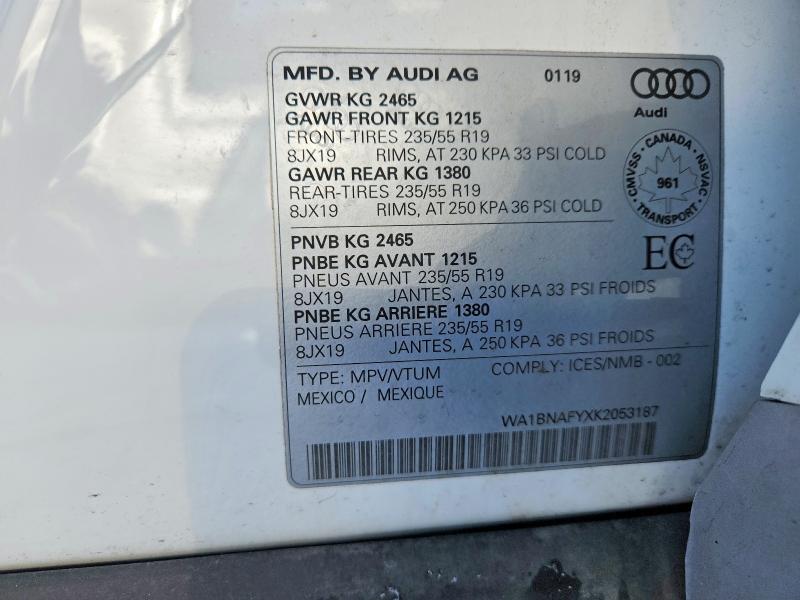 MFD. BY AUDI AG 0119
Audi
GVWR KG 2465
GAWR FRONT KG 1215
FRONT-TIRES 235/55 R19
8JX19 RIMS, AT 230 KPA 33 PSI COLD
GAWR REAR KG 1380
REAR-TIRES 235/55 R19
8JX19 RIMS, AT 250 KPA 36 PSI COLD
CMVSS · CANADA · NSVAC · TRANSPORT
961
PNVB KG 2465
PNBE KG AVANT 1215
PNEUS AVANT 235/55 R19
8JX19 JANTES, A 230 KPA 33 PSI FROIDS
PNBE KG ARRIERE 1380
PNEUS ARRIERE 235/55 R19
8JX19 JANTES, A 250 KPA 36 PSI FROIDS
EC
TYPE: MPV/VTUM COMPLY: ICES/NMB - 002
MEXICO / MEXIQUE
WA1BNAFYXK2053187